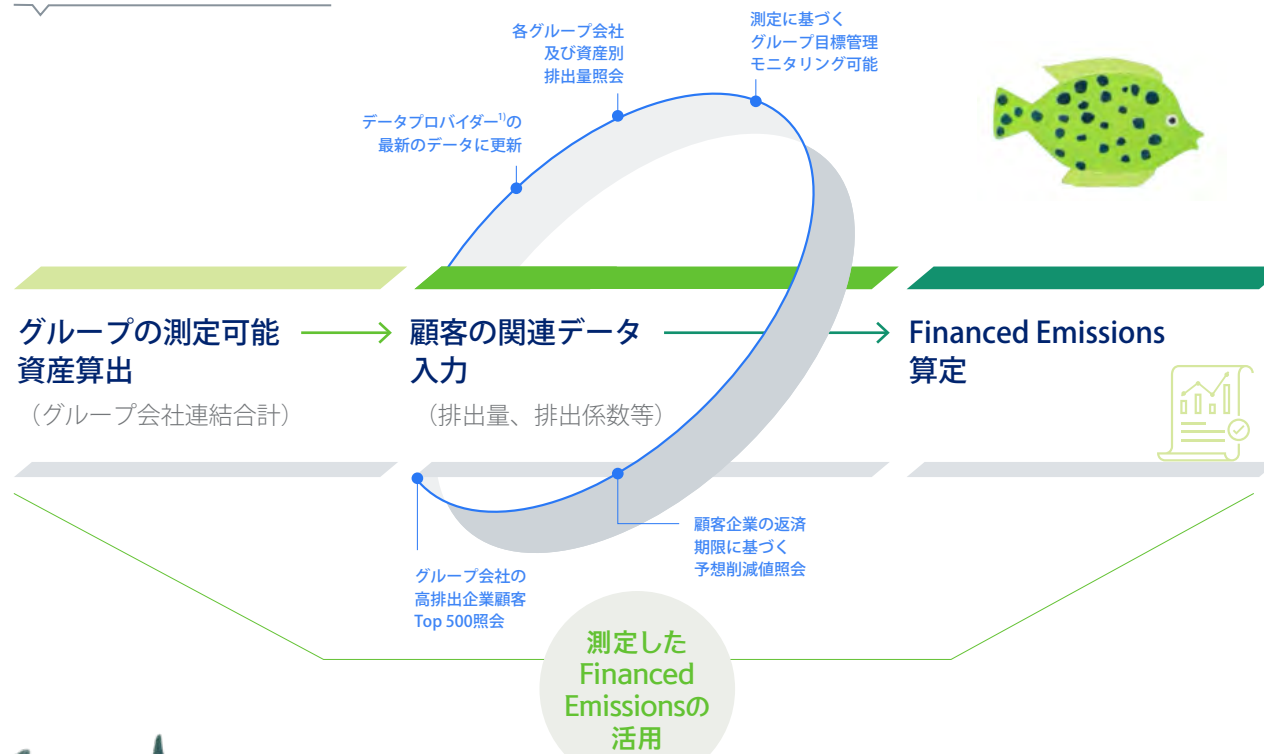 各グループ会社
及び資産別
排出量照会
測定に基づく
グループ目標管理
モニタリング可能
データプロバイダー1)の
最新のデータに更新
グループの測定可能
資産算出
（グループ会社連結合計）
顧客の関連データ
入力
（排出量、排出係数等）
Financed Emissions
算定
グループ会社の
高排出企業顧客
Top 500照会
顧客企業の返済
期限に基づく
予想削減値照会
測定した
Financed
Emissionsの
活用